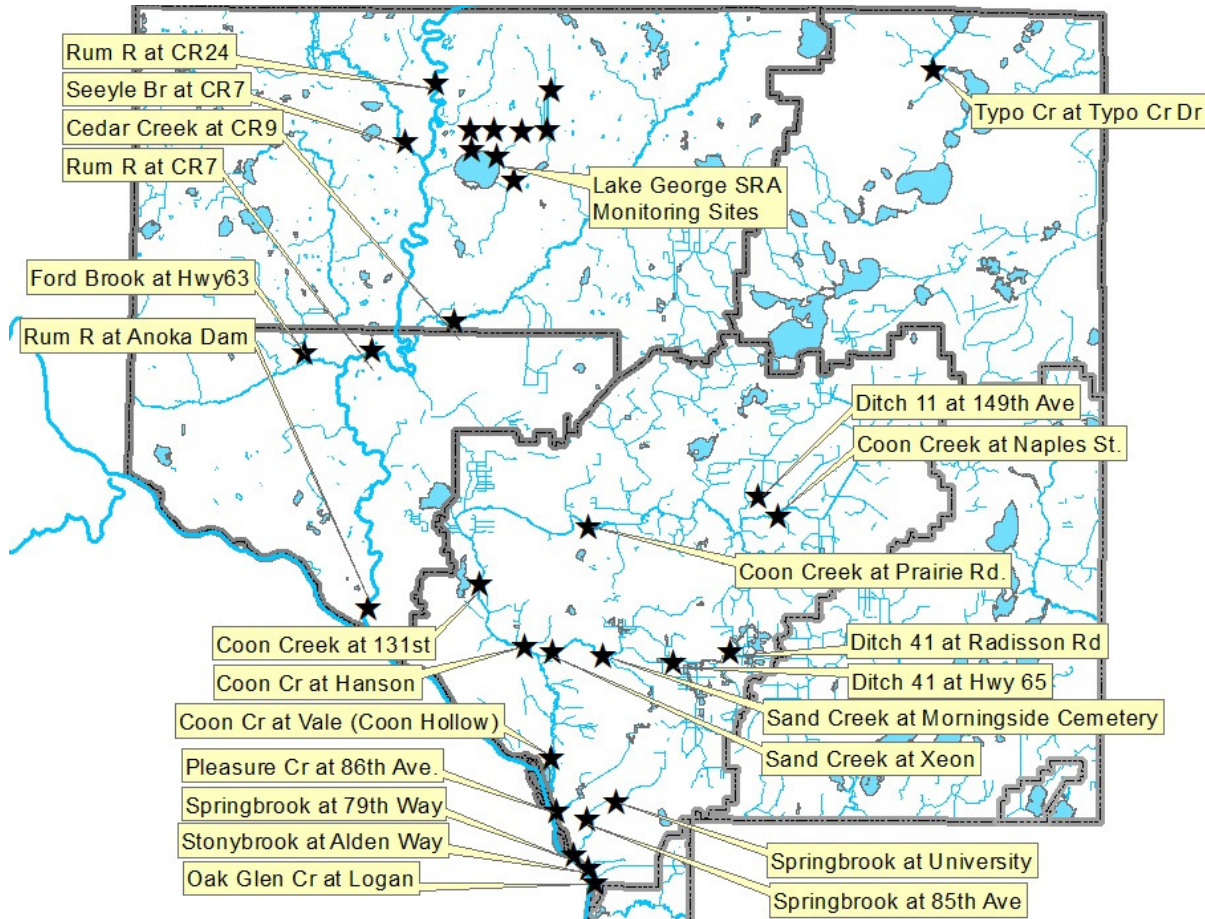 Rum R at CR24
Seeyle Br at CR7
Cedar Creek at CR9
Rum R at CR7
Typo Cr at Typo Cr Dr
Lake George SRA
Monitoring Sites
Ford Brook at Hwy63
Rum R at Anoka Dam
Ditch 11 at 149th Ave
Coon Creek at Naples St.
Coon Creek at Prairie Rd.
Coon Creek at 131st
Coon Cr at Hanson
Ditch 41 at Radisson Rd
Ditch 41 at Hwy 65
Sand Creek at Morningside Cemetery
Sand Creek at Xeon
Coon Cr at Vale (Coon Hollow)
Pleasure Cr at 86th Ave.
Springbrook at 79th Way
Stonybrook at Alden Way
Oak Glen Cr at Logan
Springbrook at University
Springbrook at 85th Ave